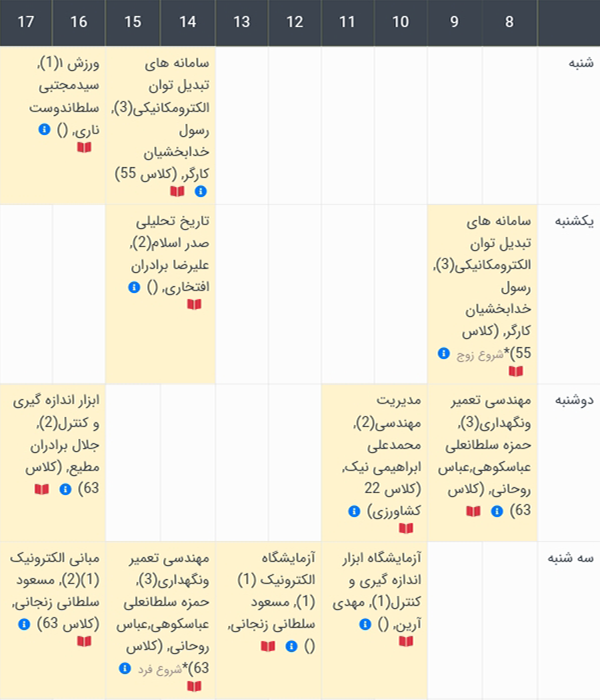 8 9 10 11 12 13 14 15 16 17
شنبه
سامانه های
تبدیل توان
الکترومکانیکی(3),
رسول
خدابخشیان
کارگر, (کلاس 55)
ورزش ۱(1),
سیدمجتبی
سلطاندوست
ناری, ()
یکشنبه
سامانه های
تبدیل توان
الکترومکانیکی(3),
رسول
خدابخشیان
کارگر, (کلاس
55)*شروع زوج
تاریخ تحلیلی
صدر اسلام(2),
علیرضا برادران
افتخاری, ()
دوشنبه
مهندسی تعمیر
ونگهداری(3),
حمزه سلطانعلی
عباسکوهی,عباس
روحانی, (کلاس
63)
مدیریت
مهندسی(2),
محمدعلی
ابراهیمی نیک,
(کلاس 22
کشاورزی)
ابزار اندازه گیری
و کنترل(2),
جلال برادران
مطیع, (کلاس
63)
سه شنبه
آزمایشگاه ابزار
اندازه گیری و
کنترل(1), مهدی
آرین, ()
آزمایشگاه
الکترونیک (1)
(1), مسعود
سلطانی زنجانی,
()
مهندسی تعمیر
ونگهداری(3),
حمزه سلطانعلی
عباسکوهی,عباس
روحانی, (کلاس
63)*شروع فرد
مبانی الکترونیک
(1)(2), مسعود
سلطانی زنجانی,
(کلاس 63)